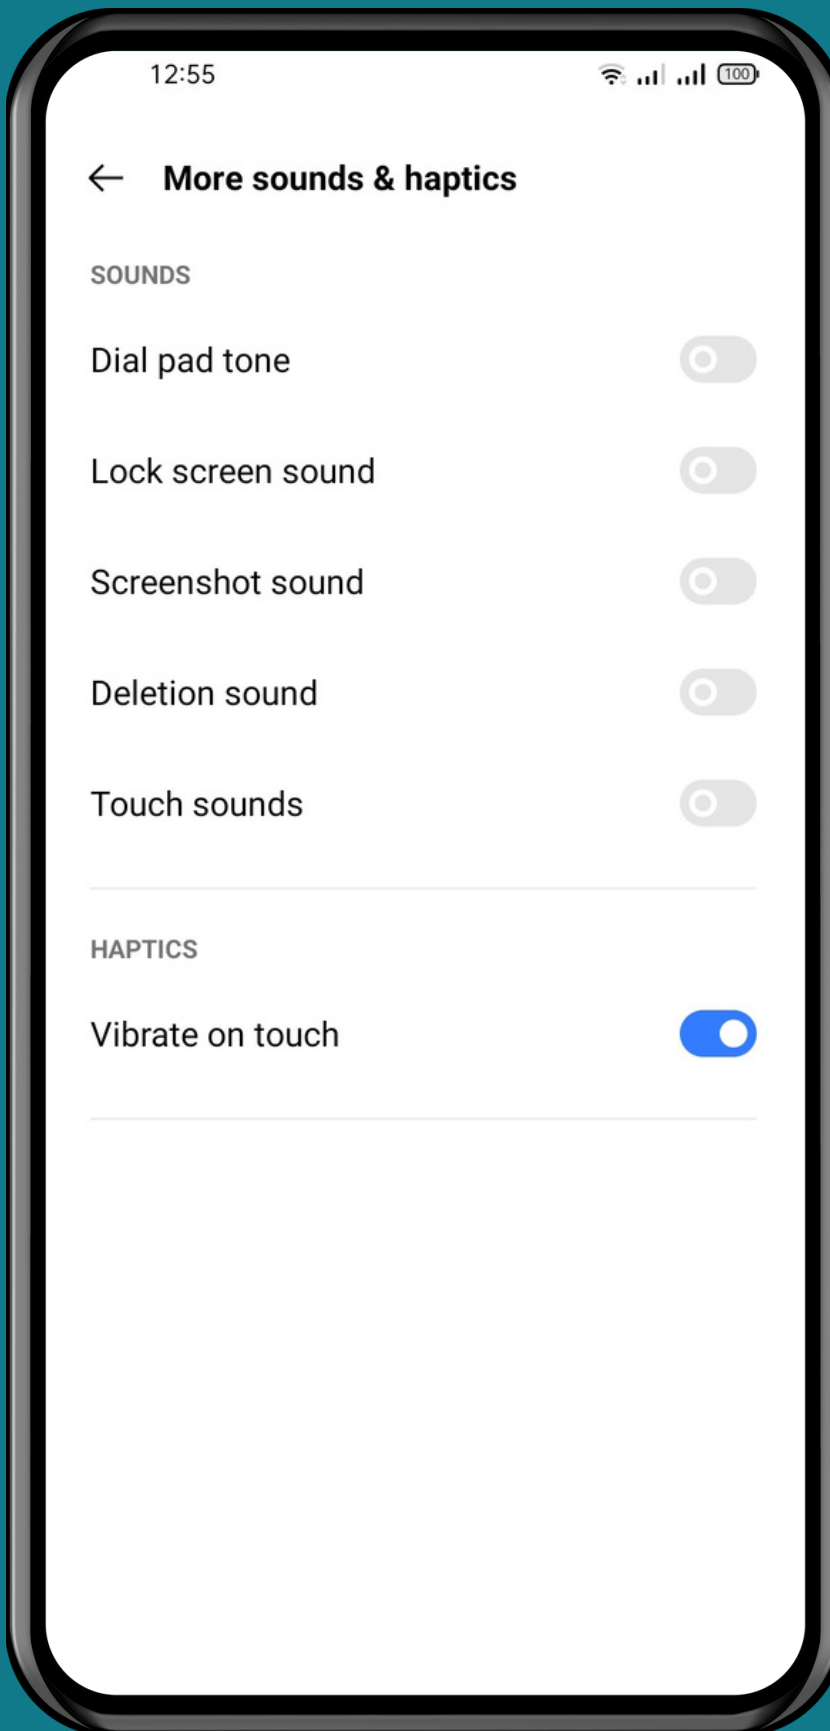 12:55
100
More sounds & haptics
SOUNDS
Dial pad tone
Lock screen sound
Screenshot sound
Deletion sound
Touch sounds
HAPTICS
Vibrate on touch